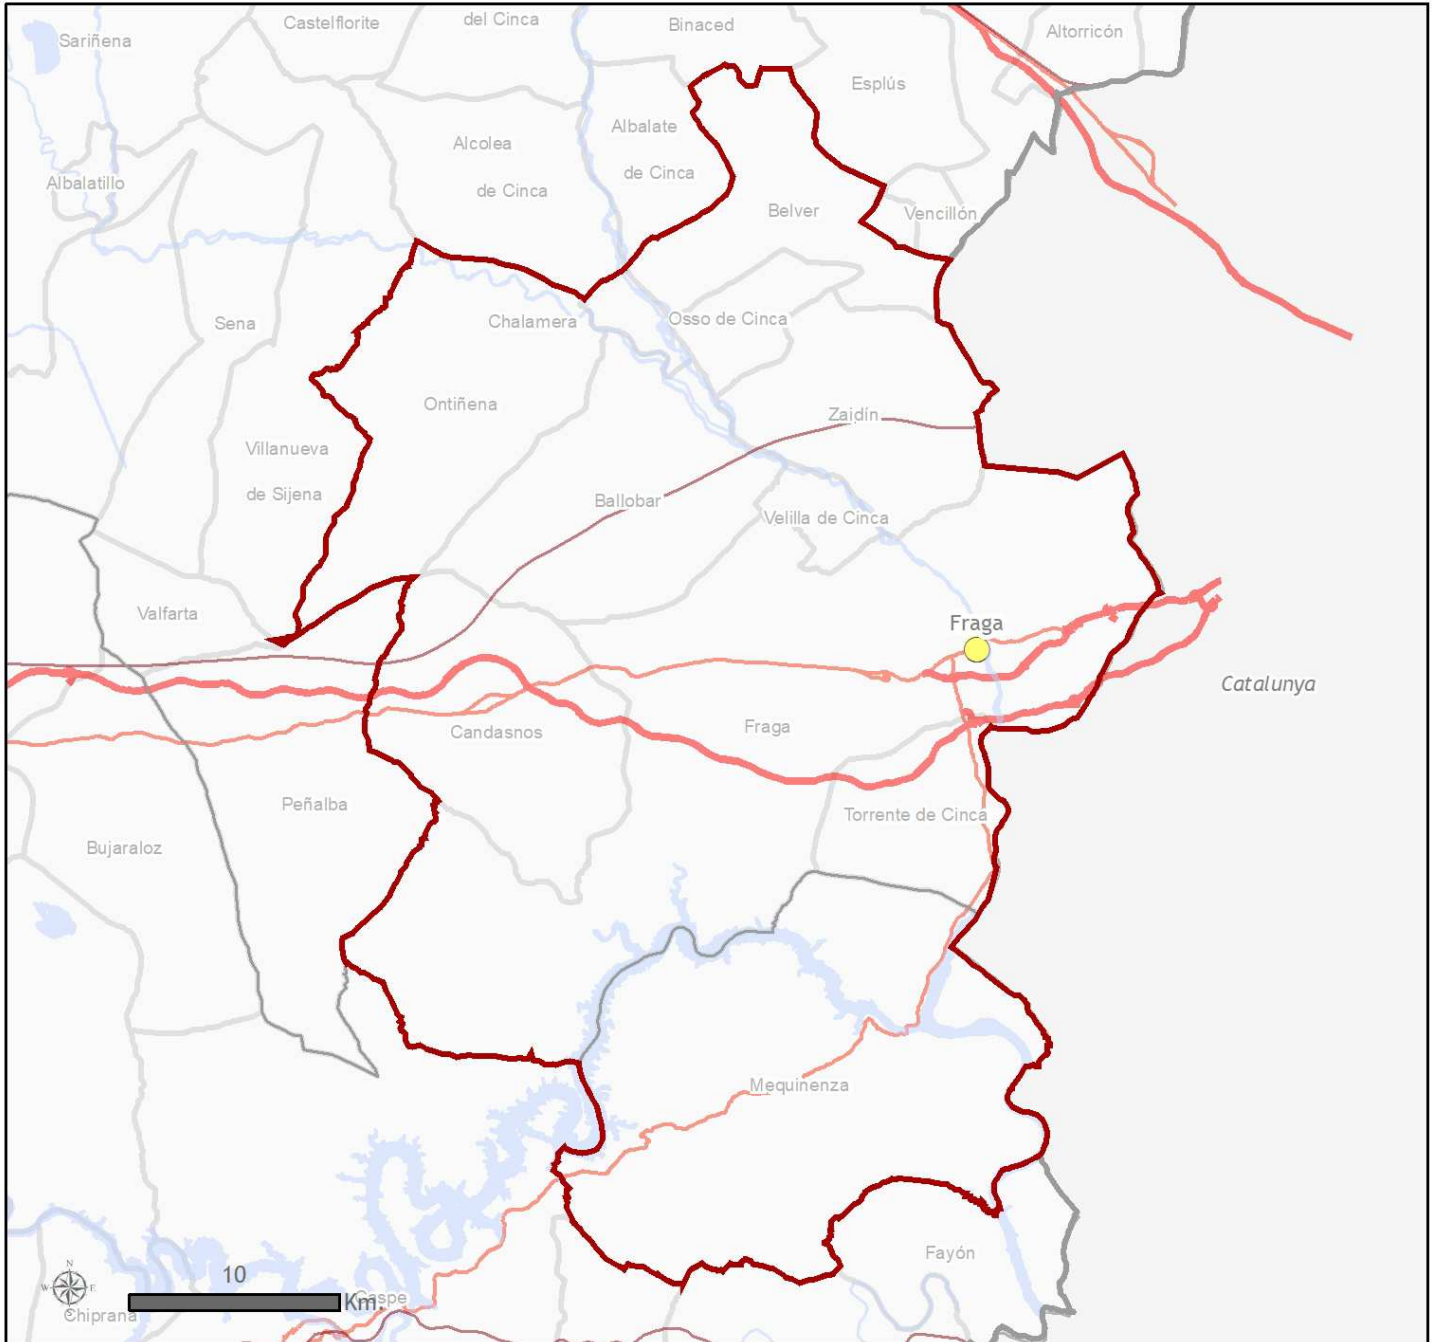 del Cinca
Castelflorite
Binaced
Altorricón
Sariñena
Esplús
Albalate
de Cinca
Alcolea
de Cinca
Albalatillo
Belver
Vencillón
Sena
Chalamera
Osso de Cinca
Ontiñena
Zaidín
Villanueva
de Sijena
Ballobar
Velilla de Cinca
Valfarta
Fraga
Catalunya
Fraga
Candasnos
Peñalba
Torrente de Cinca
Bujaraloz
Mequinenza
Fayón
N
W E
S
10
Km.
Caspe
Chiprana